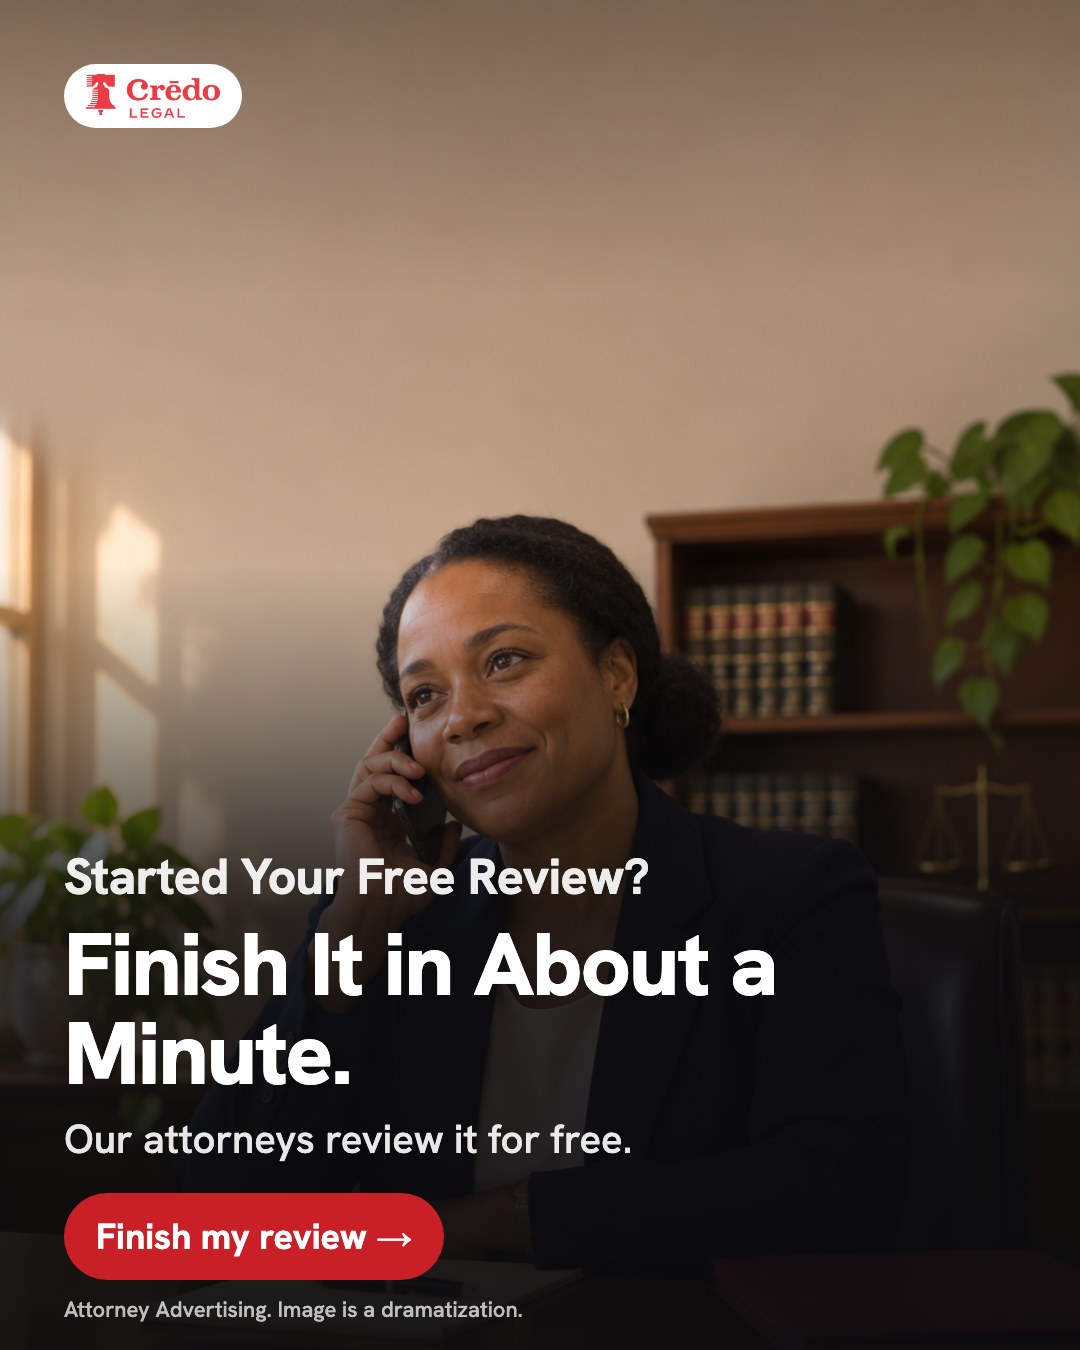 Crēdo
LEGAL
Started Your Free Review?
Finish It in About a
Minute.
Our attorneys review it for free.
Finish my review →
Attorney Advertising. Image is a dramatization.